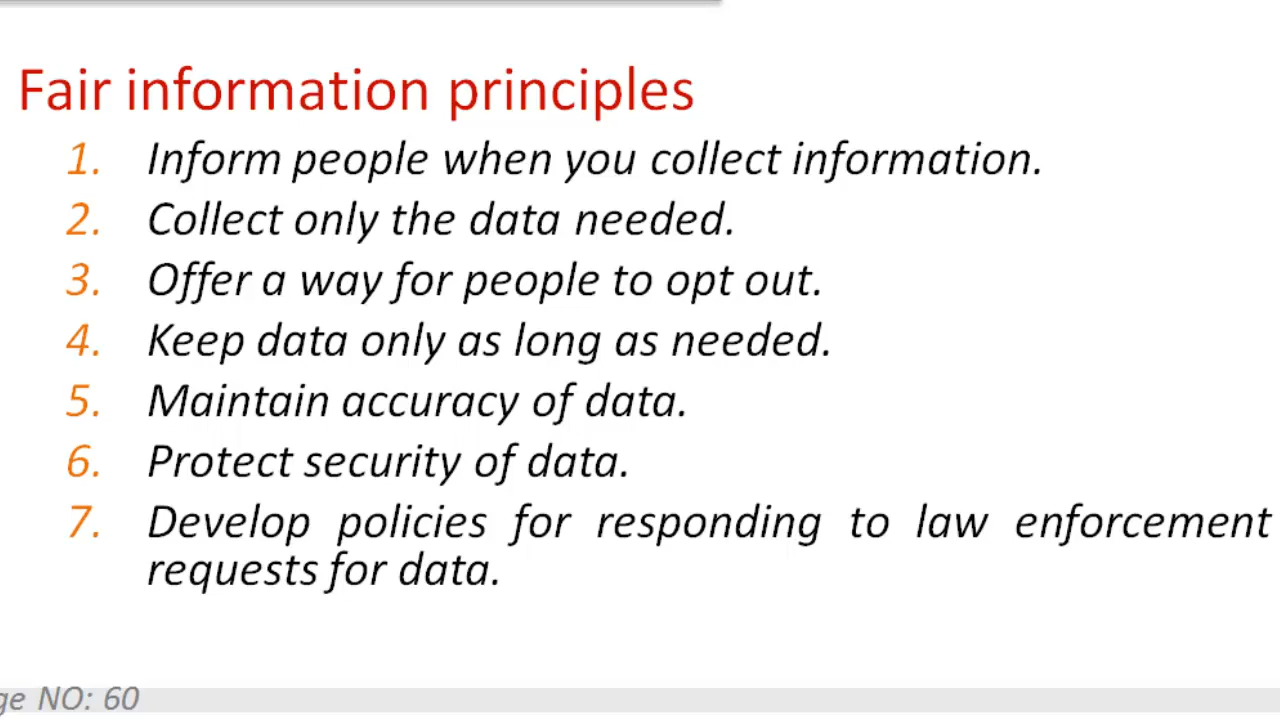 Fair information principles
1. Inform people when you collect information.
2. Collect only the data needed.
3. Offer a way for people to opt out.
4. Keep data only as long as needed.
5. Maintain accuracy of data.
6. Protect security of data.
7. Develop policies for responding to law enforcement
requests for data.
NO: 60